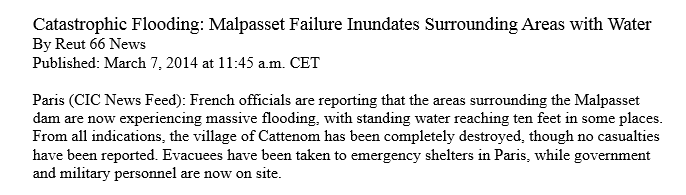 Catastrophic Flooding: Malpasset Failure Inundates Surrounding Areas with Water
By Reut 66 News
Published: March 7, 2014 at 11:45 a.m. CET
Paris (CIC News Feed): French officials are reporting that the areas surrounding the Malpasset
dam are now experiencing massive flooding, with standing water reaching ten feet in some places.
From all indications, the village of Cattenom has been completely destroyed, though no casualties
have been reported. Evacuees have been taken to emergency shelters in Paris, while government
and military personnel are now on site.